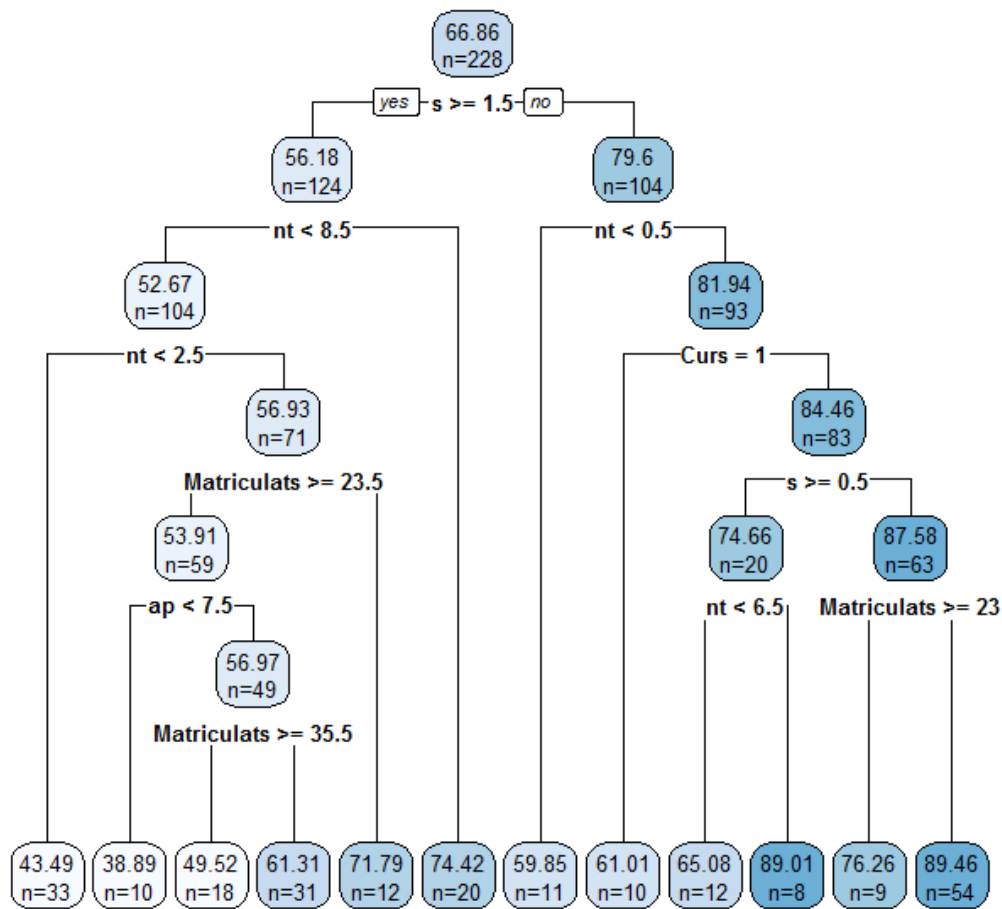 66.86
n=228
yes s >= 1.5 no
56.18
n=124
79.6
n=104
nt < 8.5
nt < 0.5
52.67
n=104
81.94
n=93
nt < 2.5
Curs = 1
56.93
n=71
84.46
n=83
Matriculats >= 23.5
s >= 0.5
53.91
n=59
74.66
n=20
87.58
n=63
ap < 7.5
nt < 6.5
Matriculats >= 23
56.97
n=49
Matriculats >= 35.5
43.49
n=33
38.89
n=10
49.52
n=18
61.31
n=31
71.79
n=12
74.42
n=20
59.85
n=11
61.01
n=10
65.08
n=12
89.01
n=8
76.26
n=9
89.46
n=54